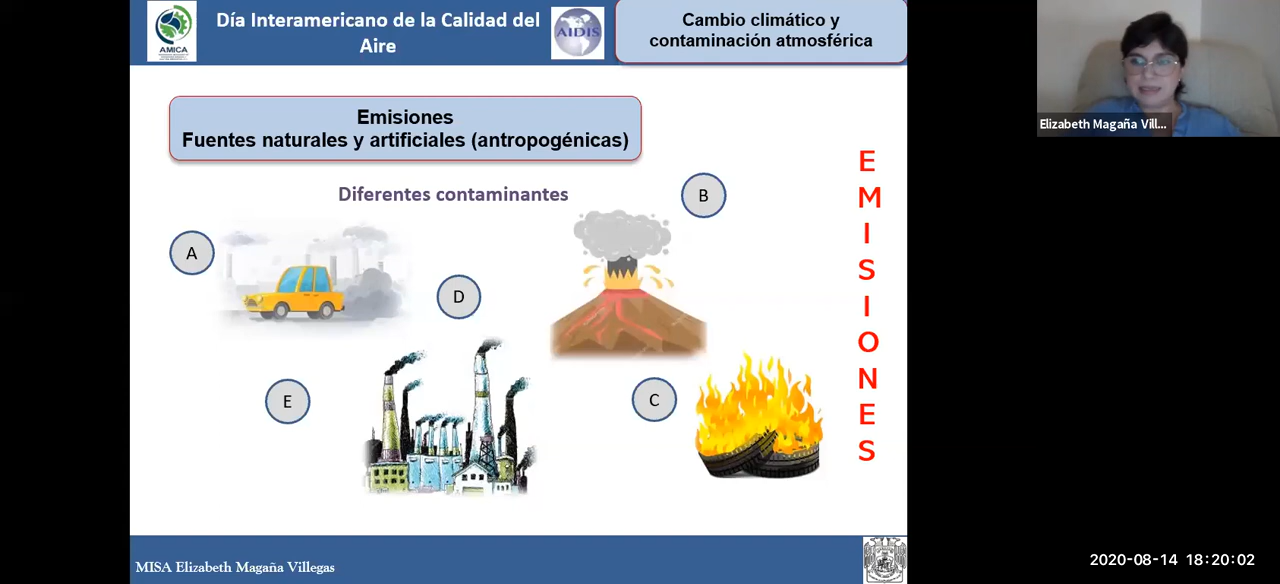 AMICA
Día Interamericano de la Calidad del
Aire
AIDIS
Cambio climático y
contaminación atmosférica
Elizabeth Magaña Vill...
Emisiones
Fuentes naturales y artificiales (antropogénicas)
Diferentes contaminantes
A
B
D
E
C
E
M
I
S
I
O
N
E
S
MISA Elizabeth Magaña Villegas
2020-08-14 18:20:02